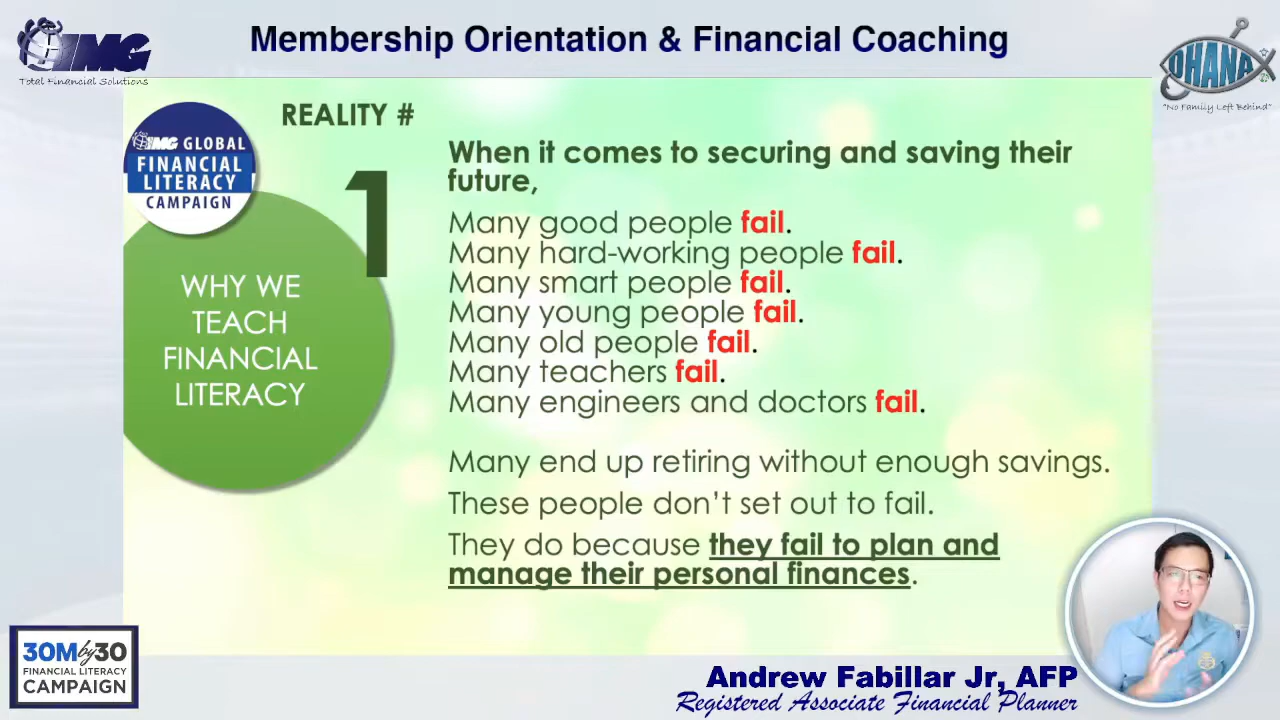 IMG
Total Financial Solutions
Membership Orientation & Financial Coaching
OHANA
"No Family Left Behind"
IMG GLOBAL
FINANCIAL
LITERACY
CAMPAIGN
REALITY #
1
WHY WE
TEACH
FINANCIAL
LITERACY
When it comes to securing and saving their
future,
Many good people fail.
Many hard-working people fail.
Many smart people fail.
Many young people fail.
Many old people fail.
Many teachers fail.
Many engineers and doctors fail.
Many end up retiring without enough savings.
These people don’t set out to fail.
They do because they fail to plan and
manage their personal finances.
30M by 30
FINANCIAL LITERACY
CAMPAIGN
Andrew Fabillar Jr, AFP
Registered Associate Financial Planner